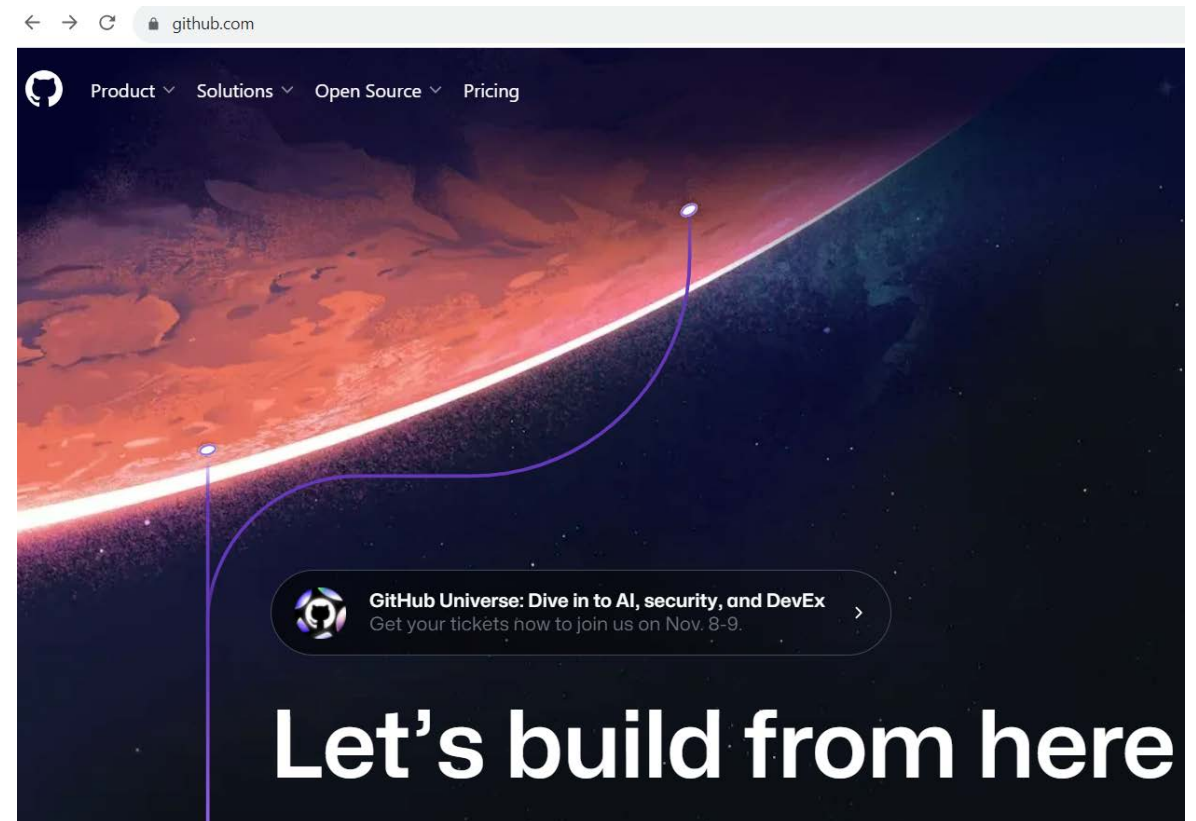 github.com
Product Solutions Open Source Pricing
GitHub Universe: Dive in to AI, security, and DevEx
Get your tickets now to join us on Nov. 8-9.
Let’s build from here